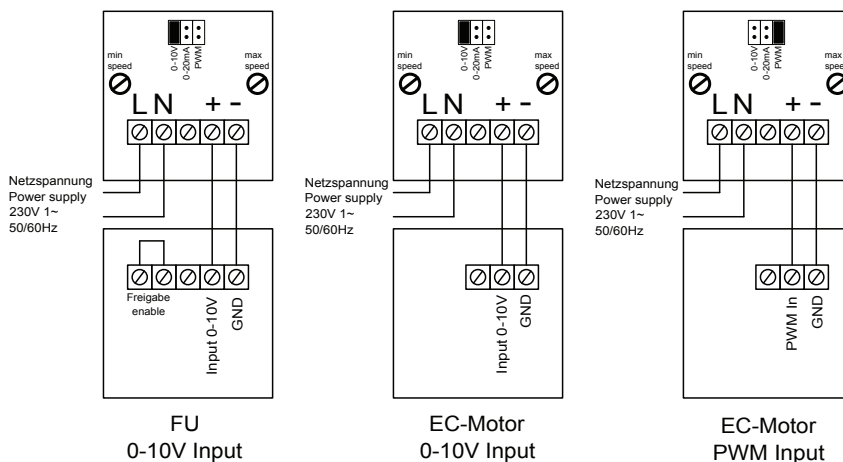 0-10V
0-20mA
PWM
min
speed
max
speed
L N + -
Netzspannung
Power supply
230V 1~
50/60Hz
Freigabe
enable
Input 0-10V
GND
FU
0-10V Input
0-10V
0-20mA
PWM
min
speed
max
speed
L N + -
Netzspannung
Power supply
230V 1~
50/60Hz
Input 0-10V
GND
EC-Motor
0-10V Input
0-10V
0-20mA
PWM
min
speed
max
speed
L N + -
Netzspannung
Power supply
230V 1~
50/60Hz
PWM In
GND
EC-Motor
PWM Input